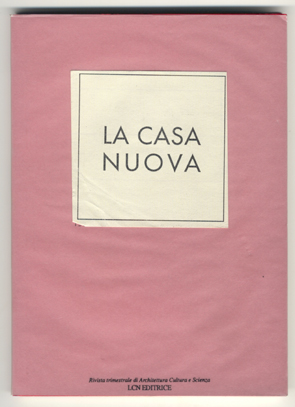 LA CASA
NUOVA
Rivista trimestrale di Architettura Cultura e Scienza
LCN EDITRICE